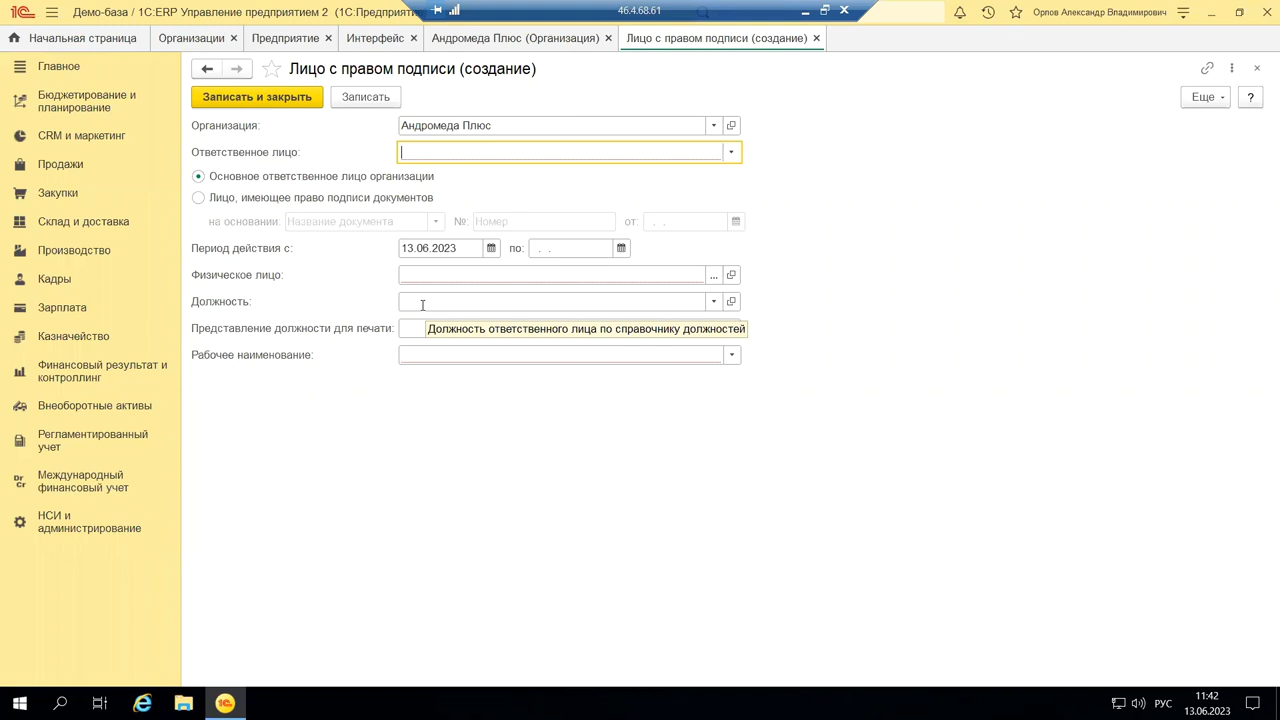 Демо-база / 1С:ERP Управление предприятием 2 (1С:Предприятие
46.4.68.61
Орлов Александр Владимирович
Начальная страница
Организации
Предприятие
Интерфейс
Андромеда Плюс (Организация)
Лицо с правом подписи (создание)
Главное
Бюджетирование и
планирование
CRM и маркетинг
Продажи
Закупки
Склад и доставка
Производство
Кадры
Зарплата
Казначейство
Финансовый результат и
контроллинг
Внеоборотные активы
Регламентированный
учет
Международный
финансовый учет
НСИ и
администрирование
Лицо с правом подписи (создание)
Записать и закрыть
Записать
Еще
?
Организация: Андромеда Плюс
Ответственное лицо:
Основное ответственное лицо организации
Лицо, имеющее право подписи документов
на основании: Название документа №: Номер от: . .
Период действия с: 13.06.2023 по: . .
Физическое лицо:
Должность:
Представление должности для печати:
Должность ответственного лица по справочнику должностей
Рабочее наименование:
РУС
11:42
13.06.2023